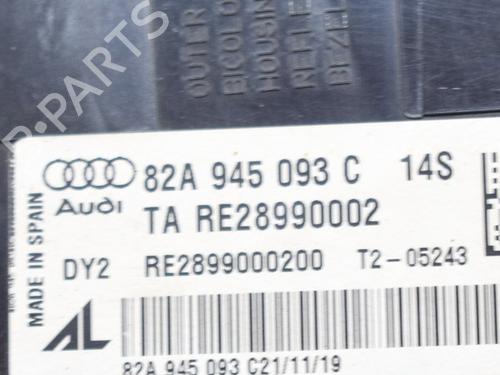 OUTER
BICOLO
HOUSIN
REFLE
BEZEL
B-PARTS
MADE IN SPAIN
Audi
82A 945 093 C 14S
TA RE28990002
DY2 RE2899000200 T2-05243
AL
82A 945 093 C21/11/19